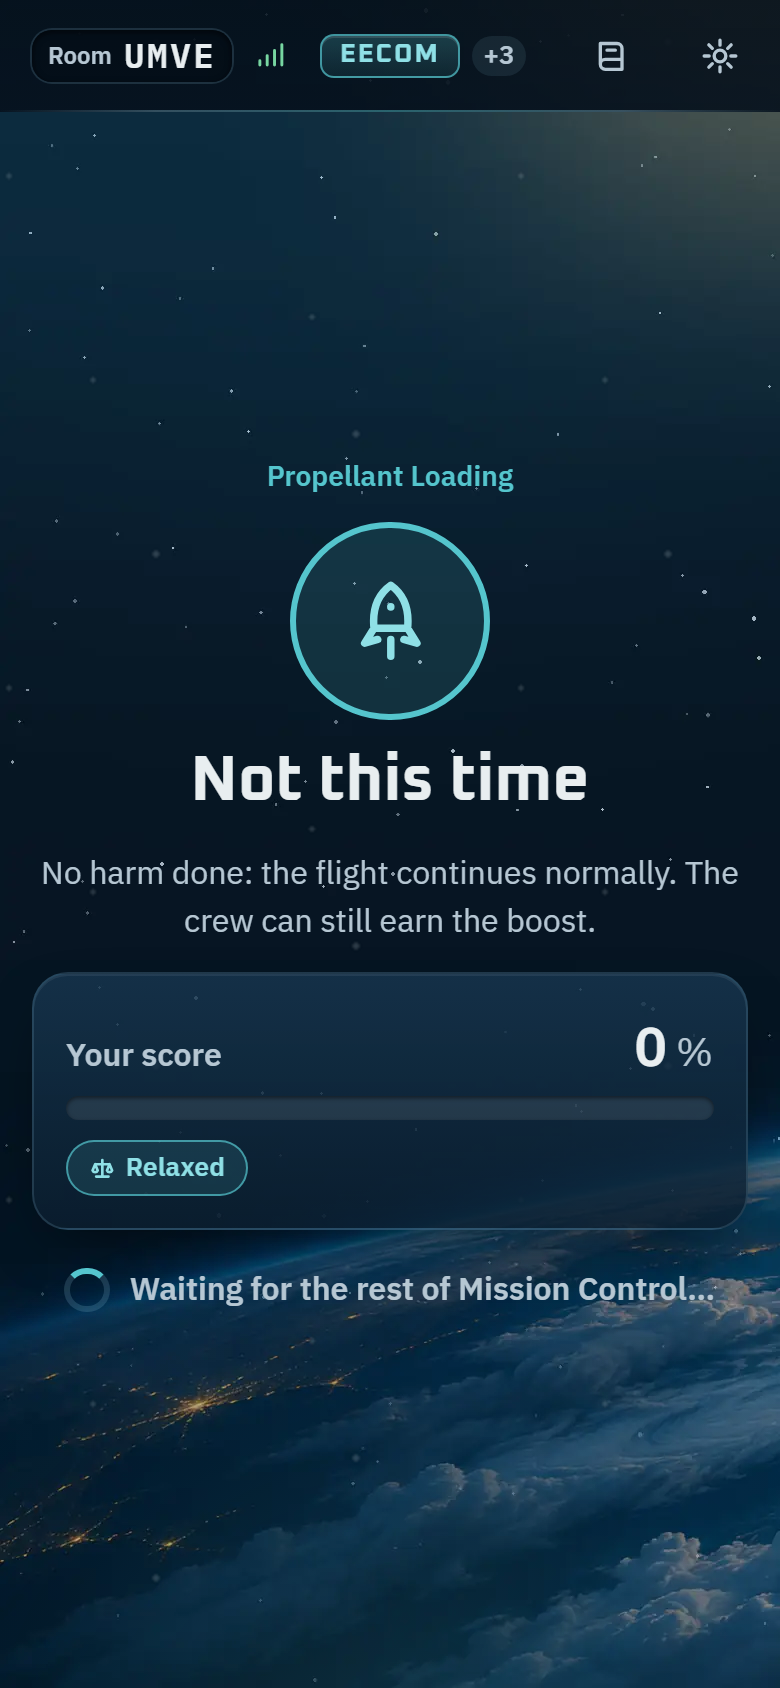 Room UMVE EECOM +3
Propellant Loading
Not this time
No harm done: the flight continues normally. The
crew can still earn the boost.
Your score 0 %
Relaxed
Waiting for the rest of Mission Control...